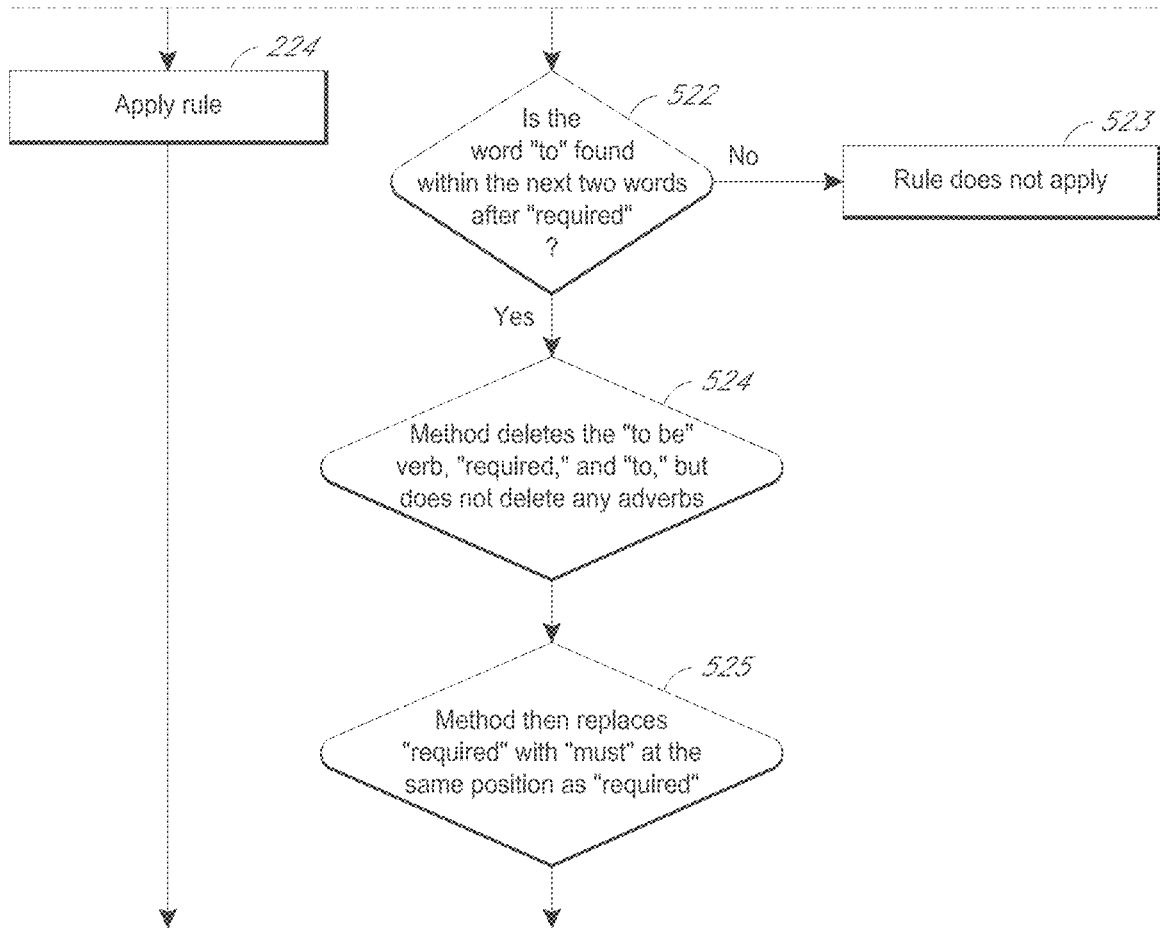 224
Apply rule
522
Is the
word "to" found
within the next two words
after "required"
?
No
523
Rule does not apply
Yes
524
Method deletes the "to be"
verb, "required," and "to," but
does not delete any adverbs
525
Method then replaces
"required" with "must" at the
same position as "required"